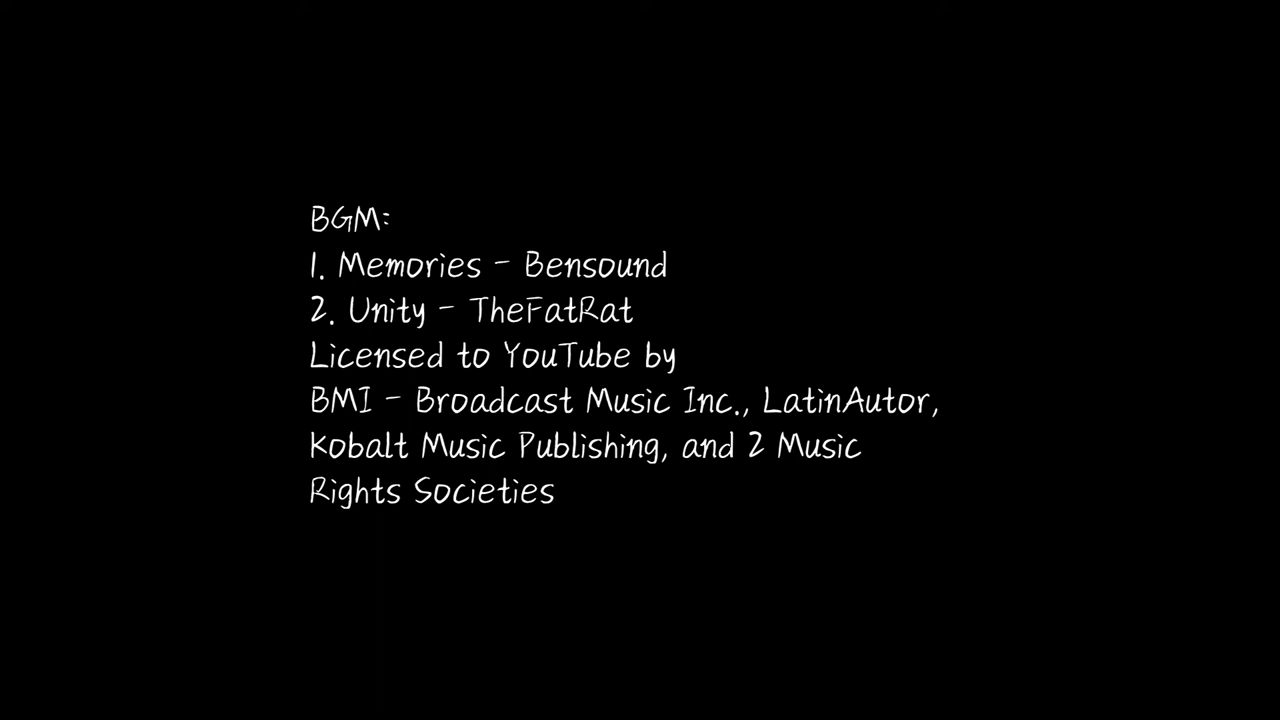 BGM:
1. Memories - Bensound
2. Unity - TheFatRat
Licensed to YouTube by
BMI - Broadcast Music Inc., LatinAutor,
Kobalt Music Publishing, and 2 Music
Rights Societies